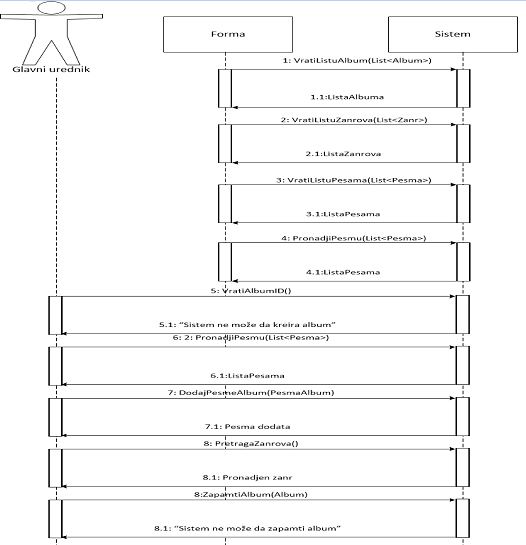 Forma
Sistem
Glavni urednik
1: VratiListuAlbum(List<Album>)
1.1:ListaAlbuma
2: VratiListuZanrova(List<Zanr>)
2.1:ListaZanrova
3: VratiListuPesama(List<Pesma>)
3.1:ListaPesama
4: PronadjiPesmu(List<Pesma>)
4.1:ListaPesama
5: VratiAlbumID()
5.1: “Sistem ne može da kreira album”
6: 2: PronadjiPesmu(List<Pesma>)
6.1:ListaPesama
7: DodajPesmeAlbum(PesmaAlbum)
7.1: Pesma dodata
8: PretragaZanrova()
8.1: Pronadjen zanr
8:ZapamtiAlbum(Album)
8.1: “Sistem ne može da zapamti album”